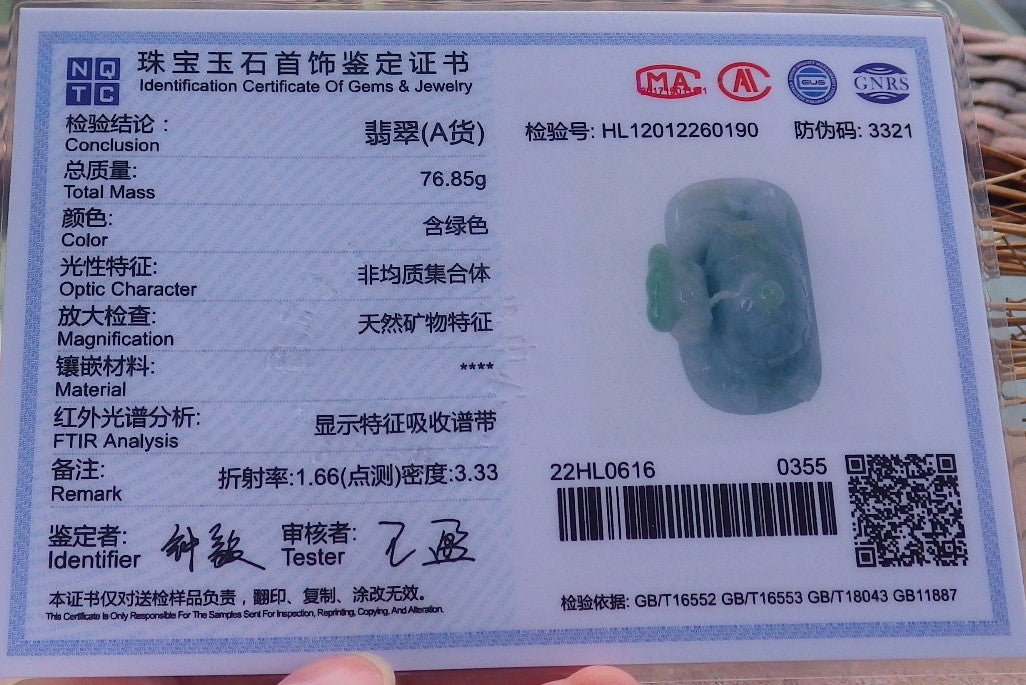 NQTC
珠宝玉石首饰鉴定证书
Identification Certificate Of Gems & Jewelry
检验结论: 翡翠(A货)
Conclusion
总质量: 76.85g
Total Mass
颜色: 含绿色
Color
光性特征: 非均质集合体
Optic Character
放大检查: 天然矿物特征
Magnification
镶嵌材料: ****
Material
红外光谱分析: 显示特征吸收谱带
FTIR Analysis
备注: 折射率:1.66(点测)密度:3.33
Remark
鉴定者:
Identifier
审核者: 王盈
Tester
本证书仅对送检样品负责，翻印、复制、涂改无效。
This Certificate Is Only Responsible For The Samples Sent For Inspection, Reprinting, Copying, And Alteration.
MA
AL
GNRS
检验号: HL12012260190 防伪码: 3321
22HL0616 0355
检验依据: GB/T16552 GB/T16553 GB/T18043 GB11887